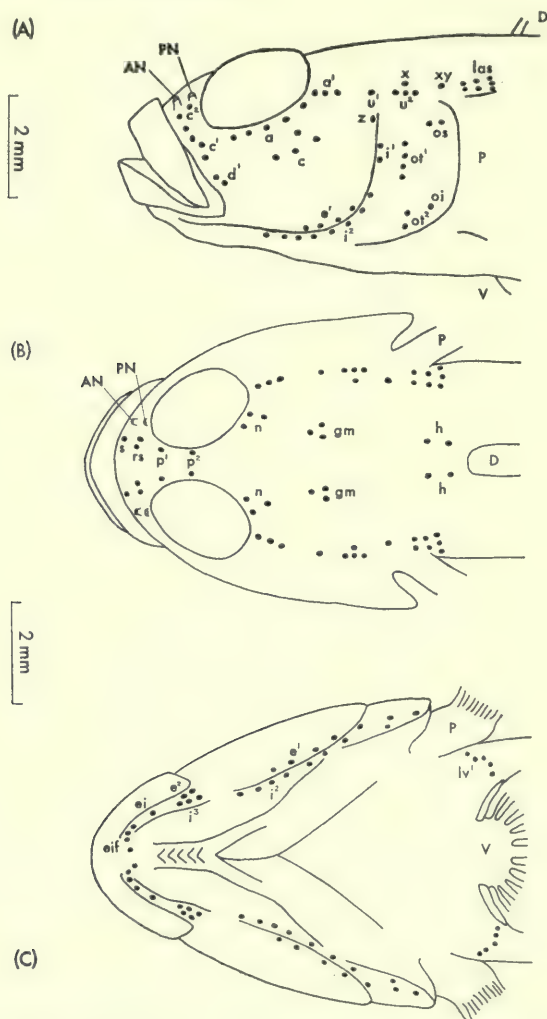 (A)
D
PN
AN
2 mm
a¹
x
xy
las
c²
u¹
u²
z
a
os
c¹
c
i¹
ot¹
P
d¹
oi
e¹
ot²
i²
V
(B)
P
PN
AN
n
gm
h
s
rs
p¹
p²
D
n
gm
h
2 mm
P
e¹
iv¹
e²
ei
i²
i³
eif
V
(C)